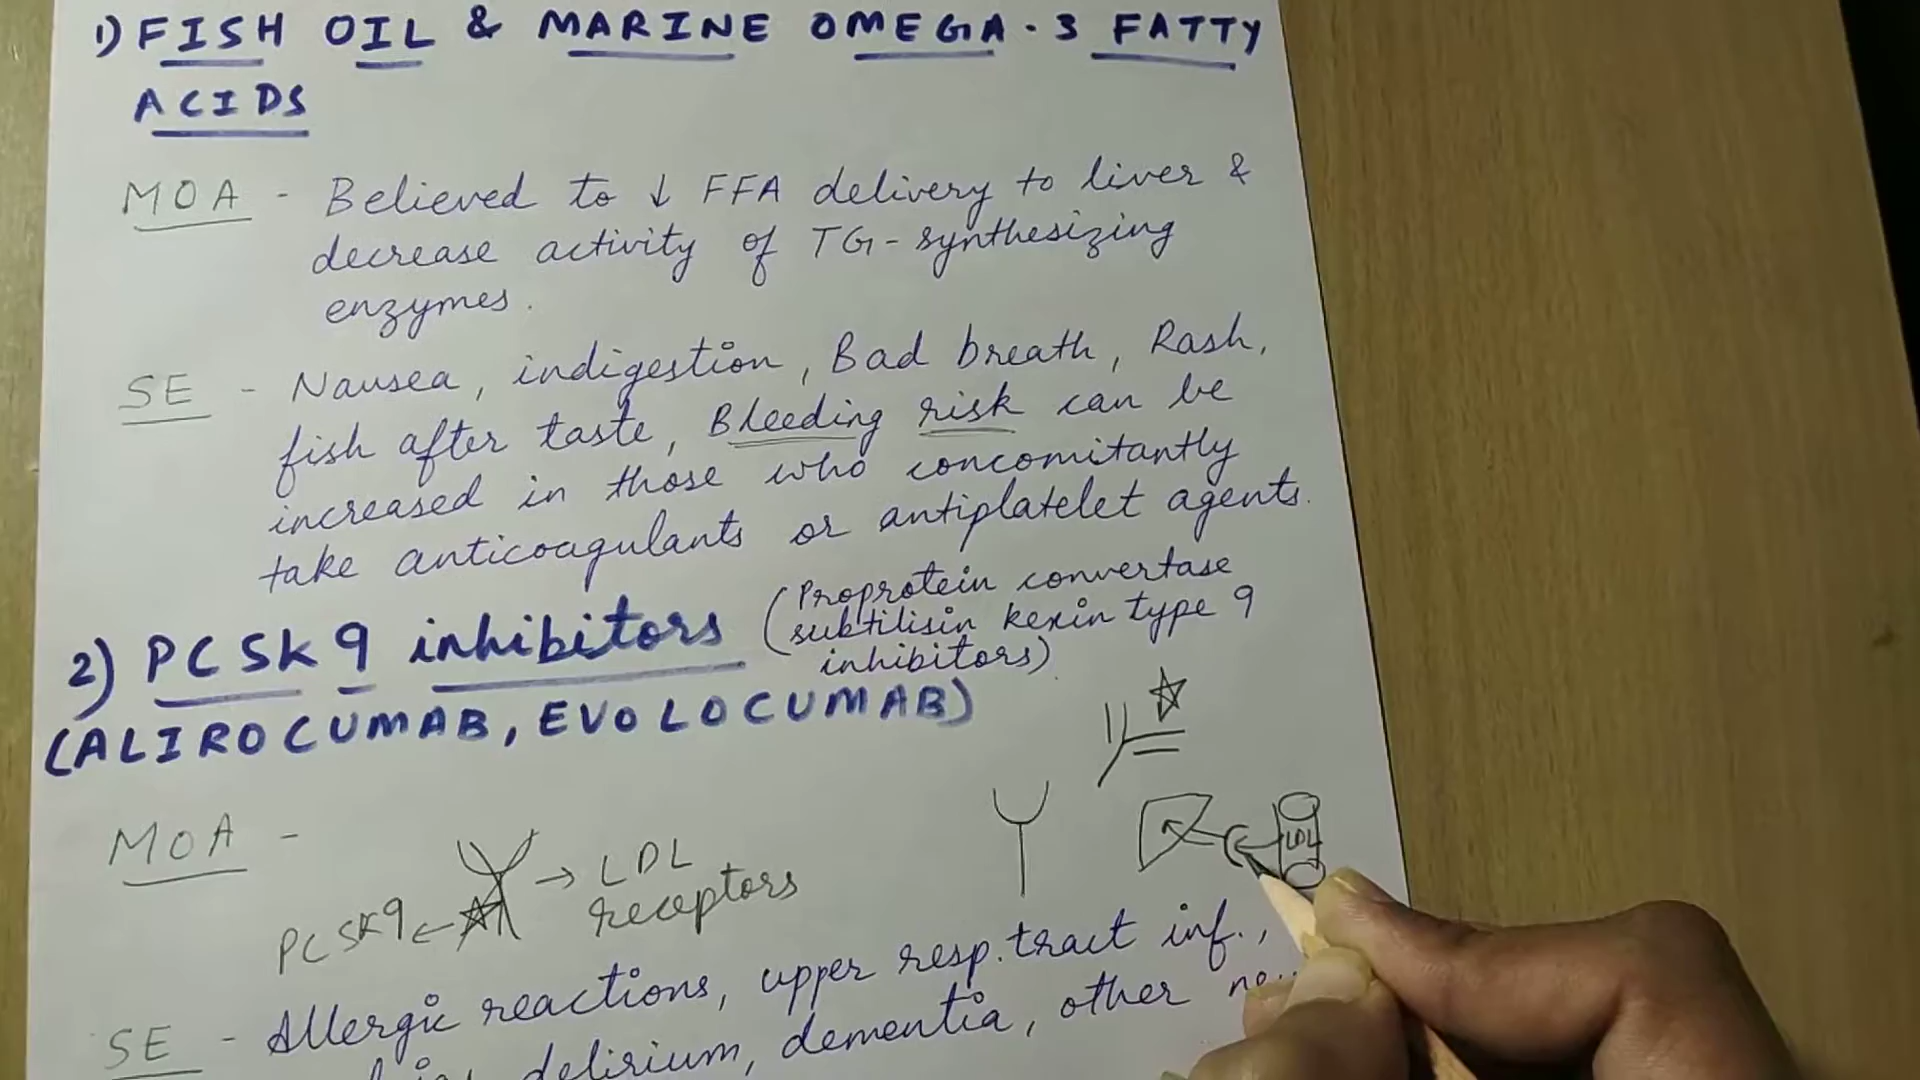 1) FISH OIL & MARINE OMEGA-3 FATTY
ACIDS
MOA - Believed to ↓ FFA delivery to liver &
decrease activity of TG-synthesizing
enzymes.
SE - Nausea, indigestion, Bad breath, Rash,
fish after taste, Bleeding risk can be
increased in those who concomitantly
take anticoagulants or antiplatelet agents.
2) PCSK9 inhibitors (Proprotein convertase
subtilisin kexin type 9
inhibitors)
(ALIROCUMAB, EVOLOCUMAB)
MOA -
→ LDL
receptors
PCSK9 ←
LDL
SE - Allergic reactions, upper resp. tract inf.,
delirium, dementia, other